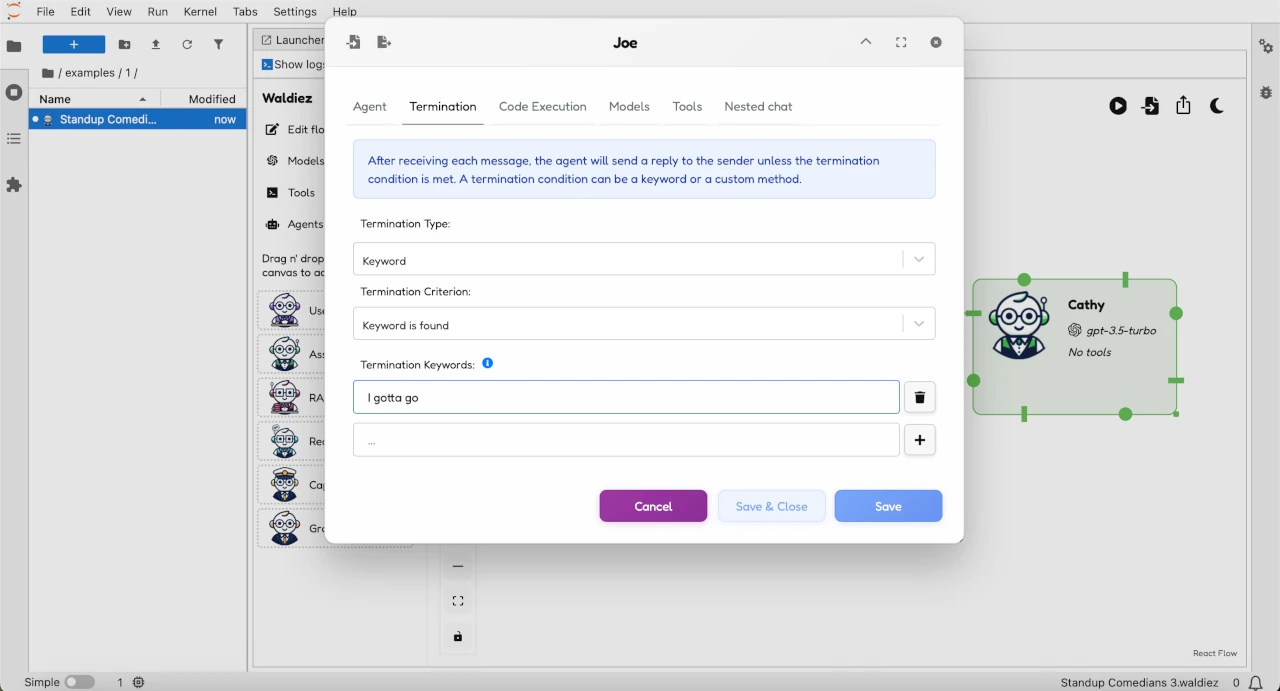 File Edit View Run Kernel Tabs Settings Help
/ examples / 1 /
Name Modified
Standup Comedi... now
Launcher
Show logs
Waldiez
Edit flo
Models
Tools
Agents
Drag n' drop
canvas to ad
Use
Ass
RA
Rea
Cap
Gro
Joe
Agent Termination Code Execution Models Tools Nested chat
After receiving each message, the agent will send a reply to the sender unless the termination
condition is met. A termination condition can be a keyword or a custom method.
Termination Type:
Keyword
Termination Criterion:
Keyword is found
Termination Keywords:
I gotta go
...
Cancel Save & Close Save
Cathy
gpt-3.5-turbo
No tools
React Flow
Simple 1 Standup Comedians 3.waldiez 0